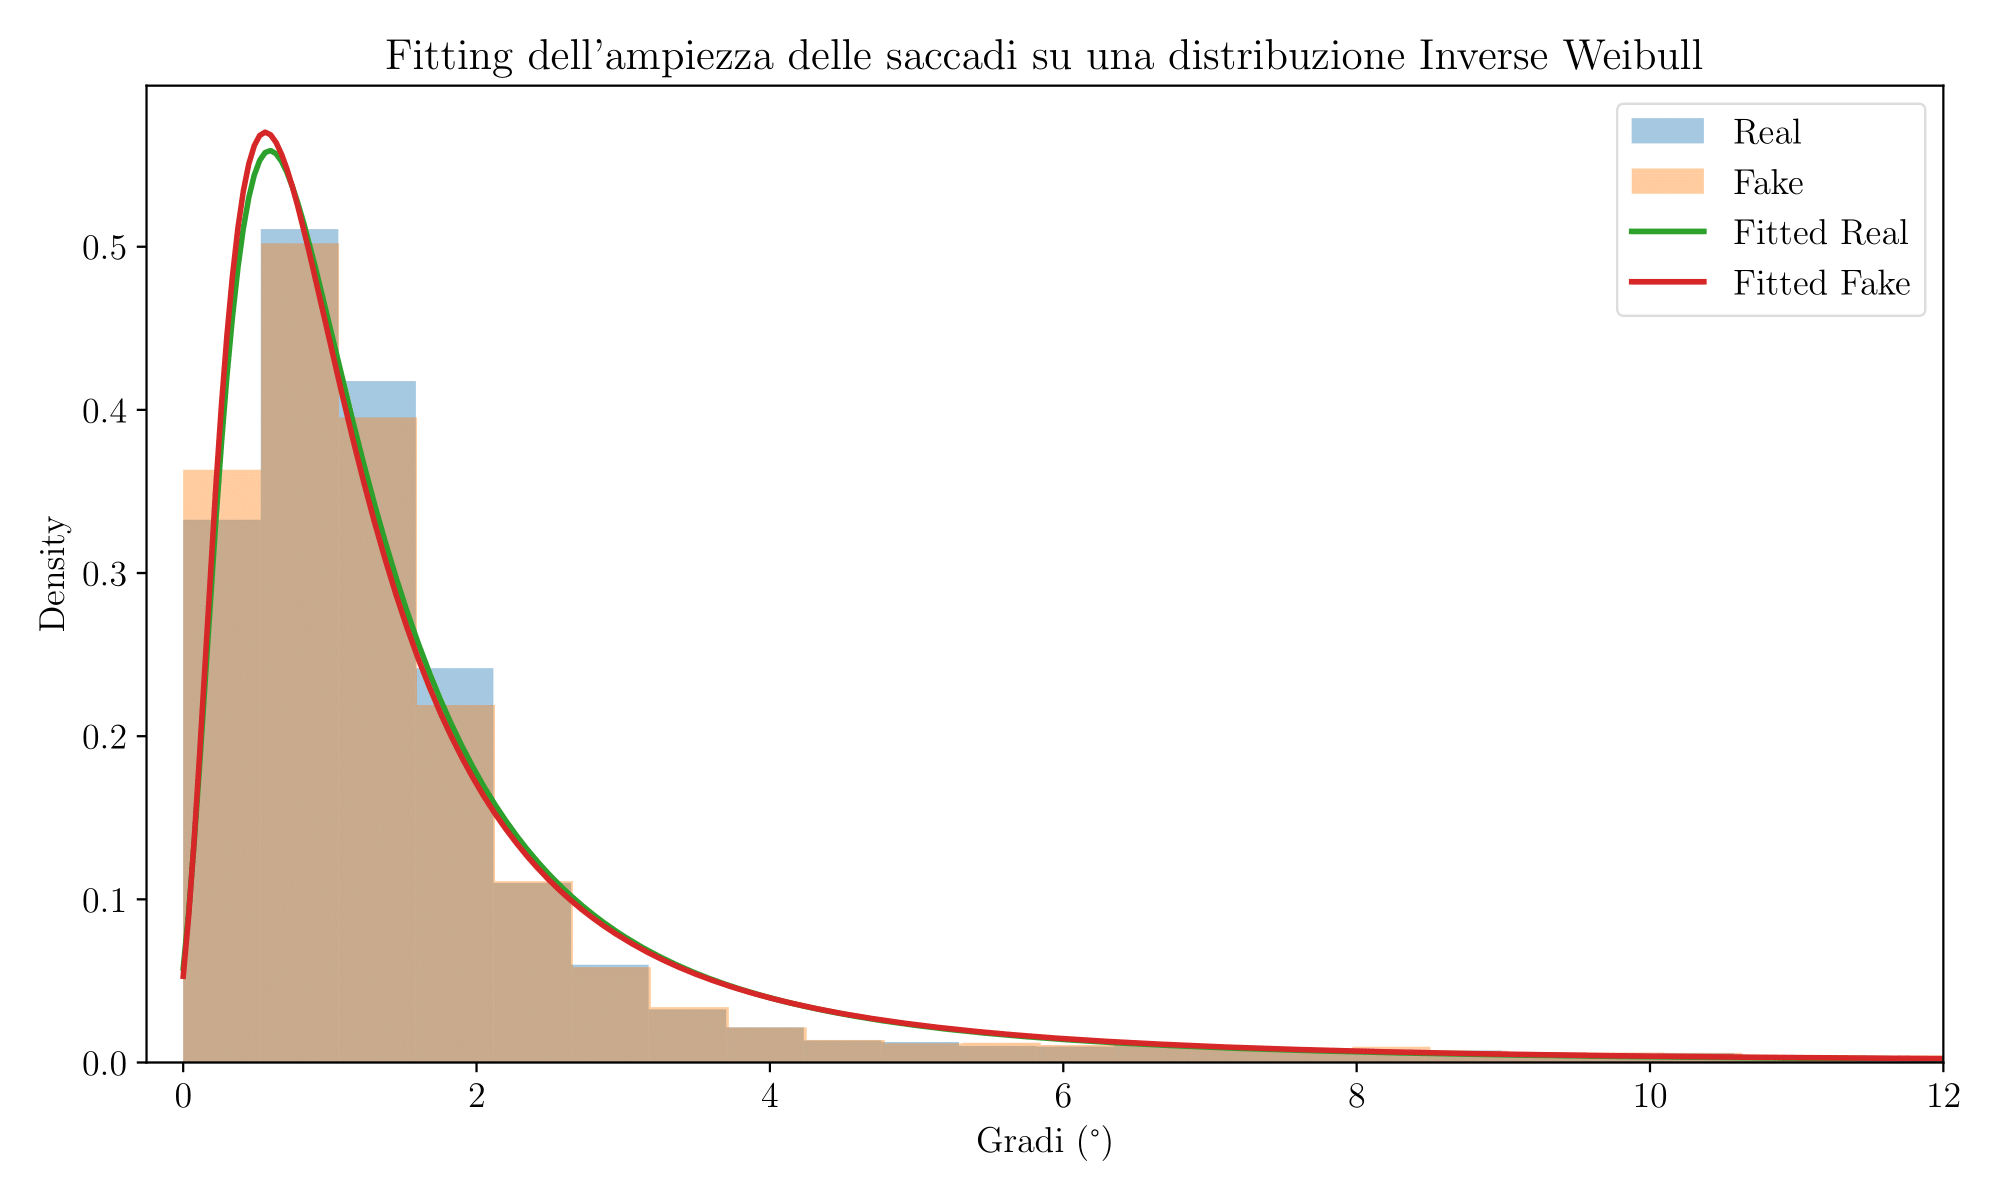 Fitting dell'ampiezza delle saccadi su una distribuzione Inverse Weibull
Real
Fake
Fitted Real
Fitted Fake
Density
0.5
0.4
0.3
0.2
0.1
0.0
0 2 4 6 8 10 12
Gradi (°)